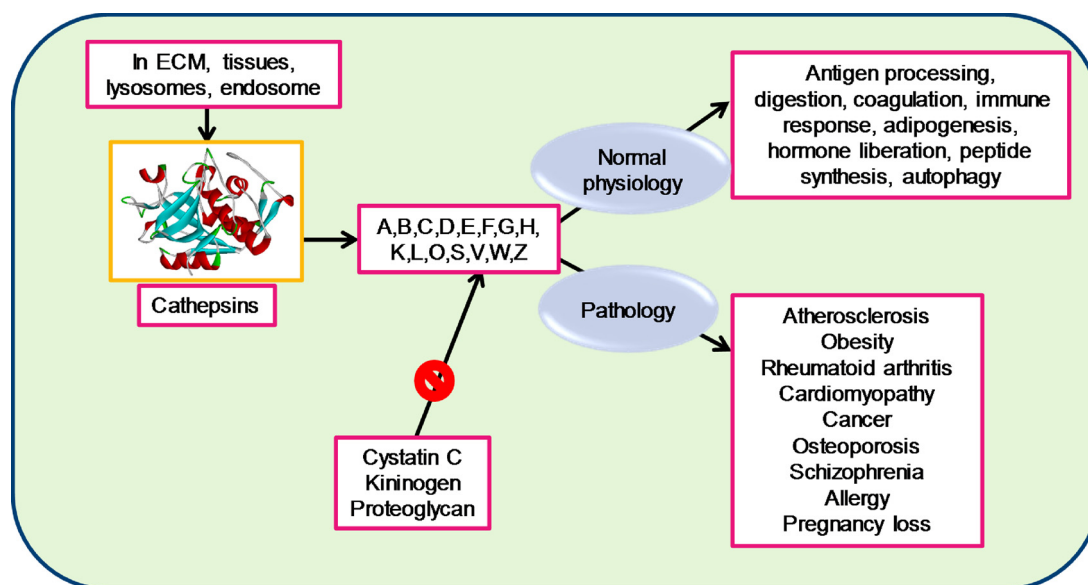 In ECM, tissues,
lysosomes, endosome
Cathepsins
A,B,C,D,E,F,G,H,
K,L,O,S,V,W,Z
Cystatin C
Kininogen
Proteoglycan
Normal
physiology
Pathology
Antigen processing,
digestion, coagulation, immune
response, adipogenesis,
hormone liberation, peptide
synthesis, autophagy
Atherosclerosis
Obesity
Rheumatoid arthritis
Cardiomyopathy
Cancer
Osteoporosis
Schizophrenia
Allergy
Pregnancy loss